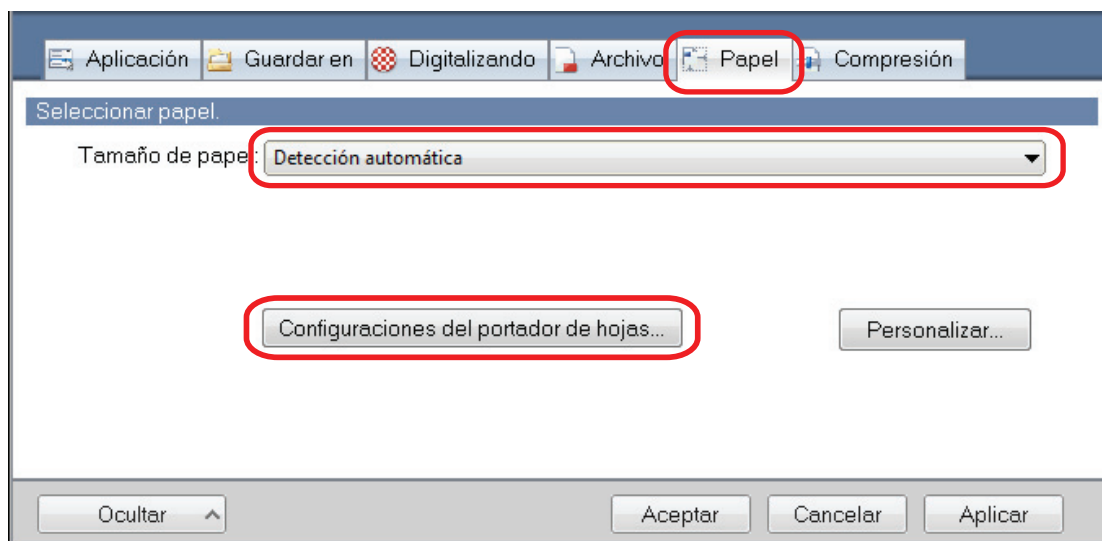 Aplicación Guardar en Digitalizando Archivo Papel Compresión
Seleccionar papel.
Tamaño de papel: Detección automática
Configuraciones del portador de hojas... Personalizar...
Ocultar Aceptar Cancelar Aplicar